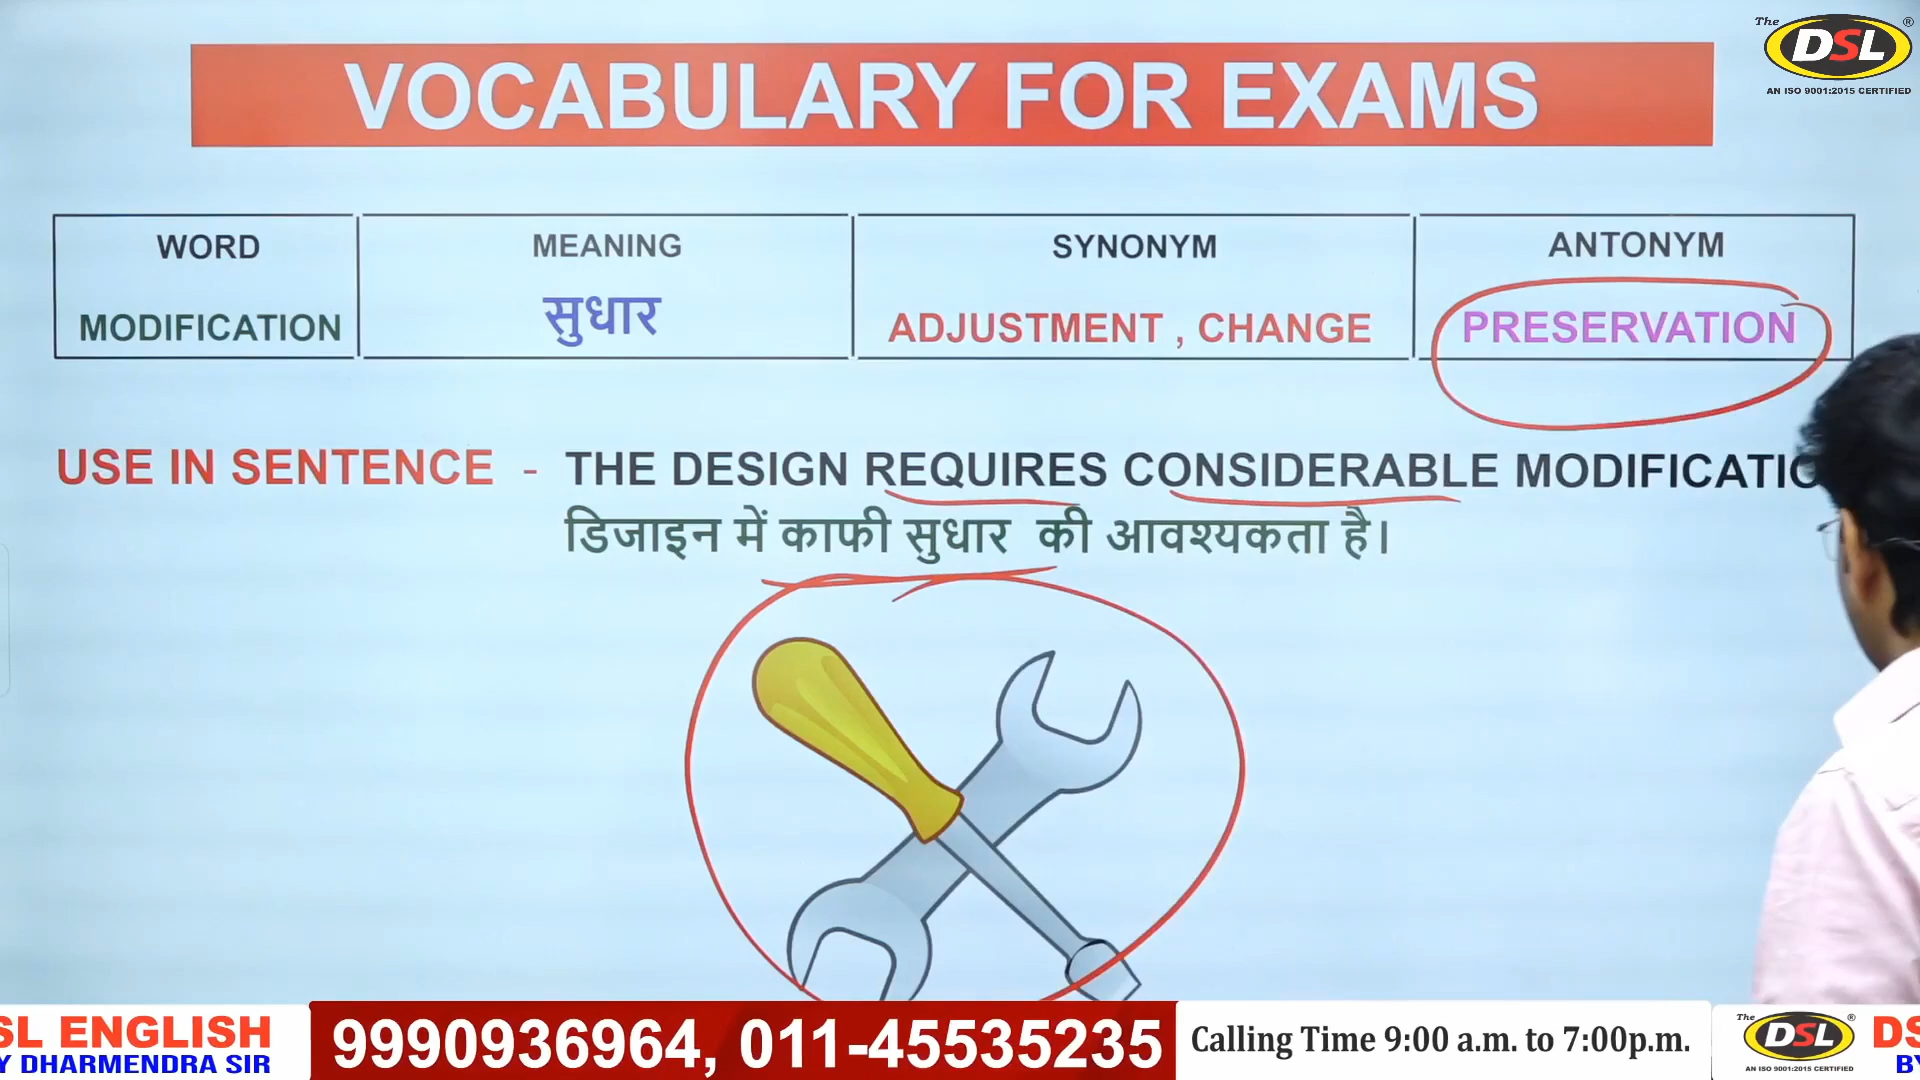 The DSL ®
AN ISO 9001:2015 CERTIFIED
VOCABULARY FOR EXAMS
WORD MEANING SYNONYM ANTONYM
MODIFICATION सुधार ADJUSTMENT , CHANGE PRESERVATION
USE IN SENTENCE - THE DESIGN REQUIRES CONSIDERABLE MODIFICATIO
डिजाइन में काफी सुधार की आवश्यकता है।
SL ENGLISH
Y DHARMENDRA SIR
9990936964, 011-45535235
Calling Time 9:00 a.m. to 7:00p.m.
The DSL ®
AN ISO 9001:2015 CERTIFIED
DS
BY